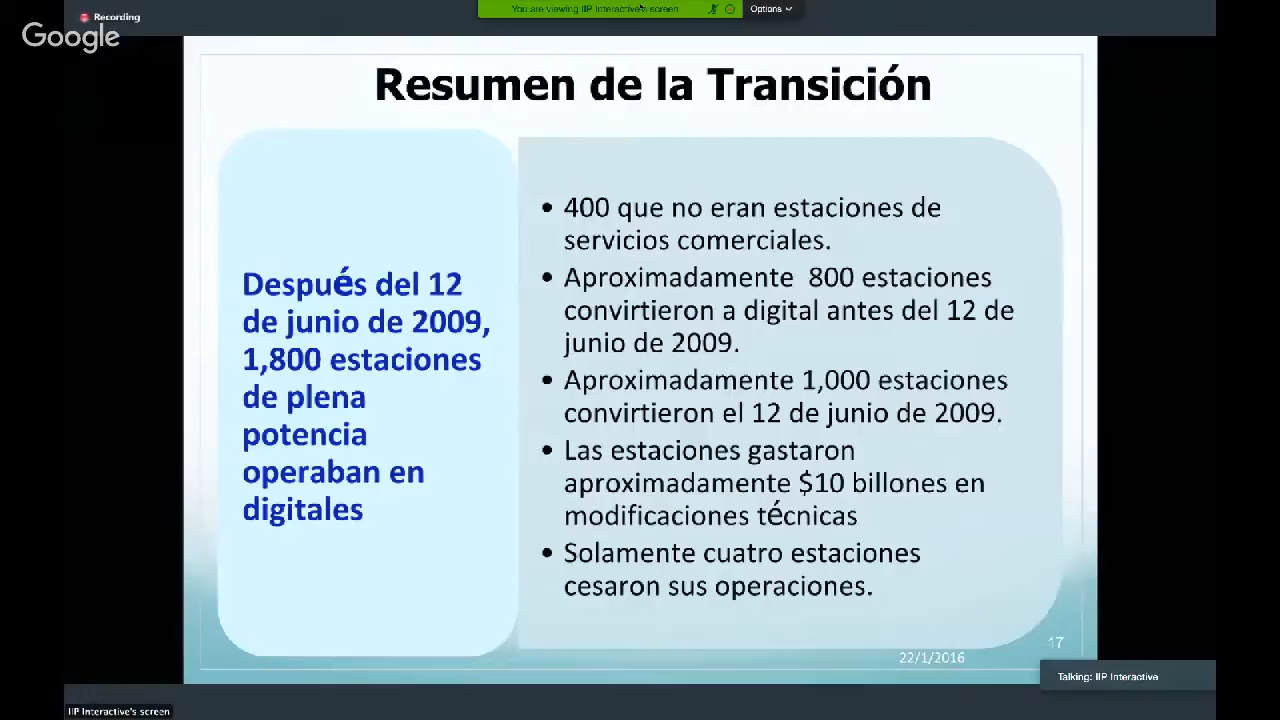 Recording
You are viewing IIP Interactive's screen
Options
Google
Resumen de la Transición
Después del 12
de junio de 2009,
1,800 estaciones
de plena
potencia
operaban en
digitales
• 400 que no eran estaciones de
servicios comerciales.
• Aproximadamente 800 estaciones
convirtieron a digital antes del 12 de
junio de 2009.
• Aproximadamente 1,000 estaciones
convirtieron el 12 de junio de 2009.
• Las estaciones gastaron
aproximadamente $10 billones en
modificaciones técnicas
• Solamente cuatro estaciones
cesaron sus operaciones.
17
22/1/2016
Talking: IIP Interactive
IIP Interactive's screen